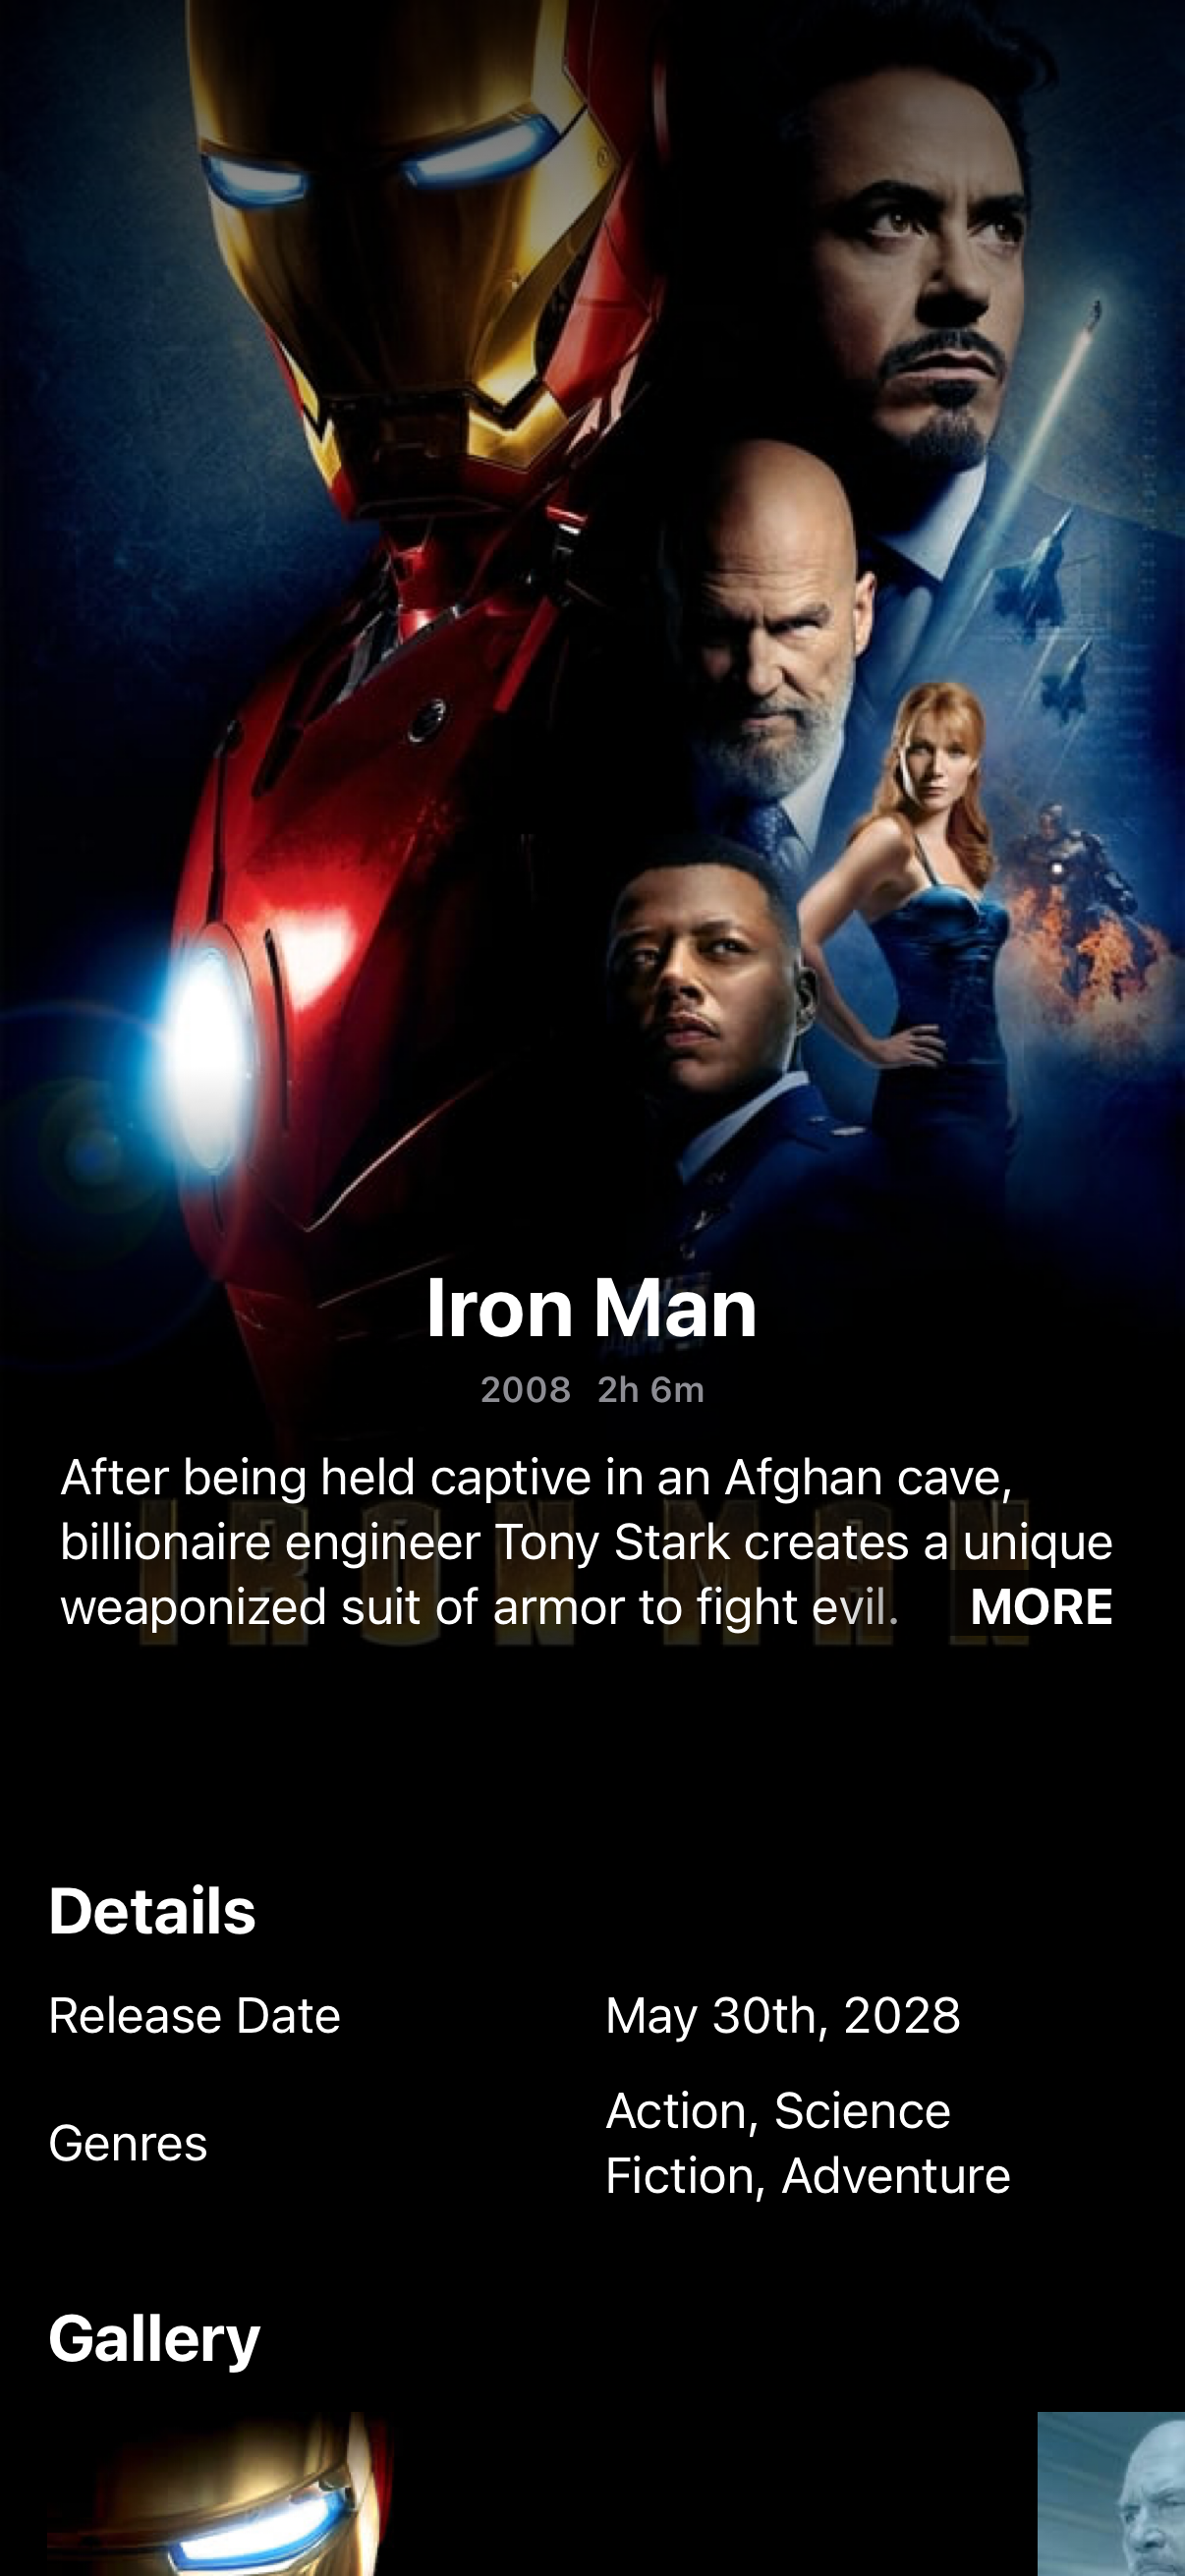 Iron Man
2008 2h 6m
After being held captive in an Afghan cave,
billionaire engineer Tony Stark creates a unique
weaponized suit of armor to fight evil. MORE
IRON MAN
Details
Release Date May 30th, 2028
Genres Action, Science
Fiction, Adventure
Gallery